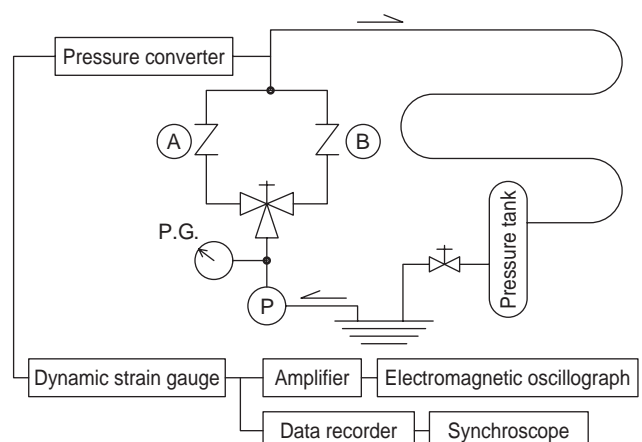 Pressure converter
A
B
P.G.
Pressure tank
P
Dynamic strain gauge
Amplifier
Electromagnetic oscillograph
Data recorder
Synchroscope